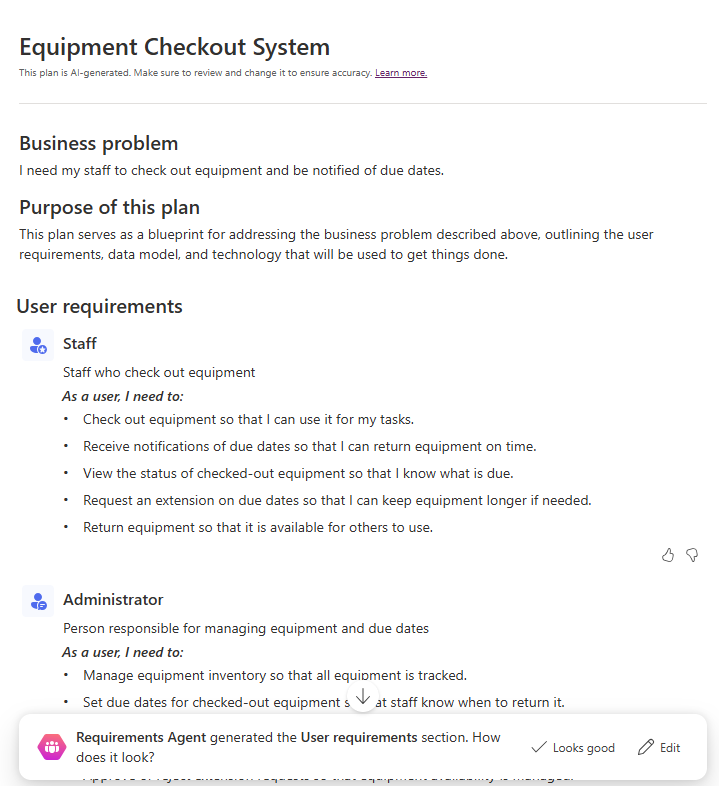 Equipment Checkout System
This plan is AI-generated. Make sure to review and change it to ensure accuracy. Learn more.
Business problem
I need my staff to check out equipment and be notified of due dates.
Purpose of this plan
This plan serves as a blueprint for addressing the business problem described above, outlining the user
requirements, data model, and technology that will be used to get things done.
User requirements
Staff
Staff who check out equipment
As a user, I need to:
• Check out equipment so that I can use it for my tasks.
• Receive notifications of due dates so that I can return equipment on time.
• View the status of checked-out equipment so that I know what is due.
• Request an extension on due dates so that I can keep equipment longer if needed.
• Return equipment so that it is available for others to use.
Administrator
Person responsible for managing equipment and due dates
As a user, I need to:
• Manage equipment inventory so that all equipment is tracked.
• Set due dates for checked-out equipment staff know when to return it.
Requirements Agent generated the User requirements section. How
does it look?
Looks good
Edit